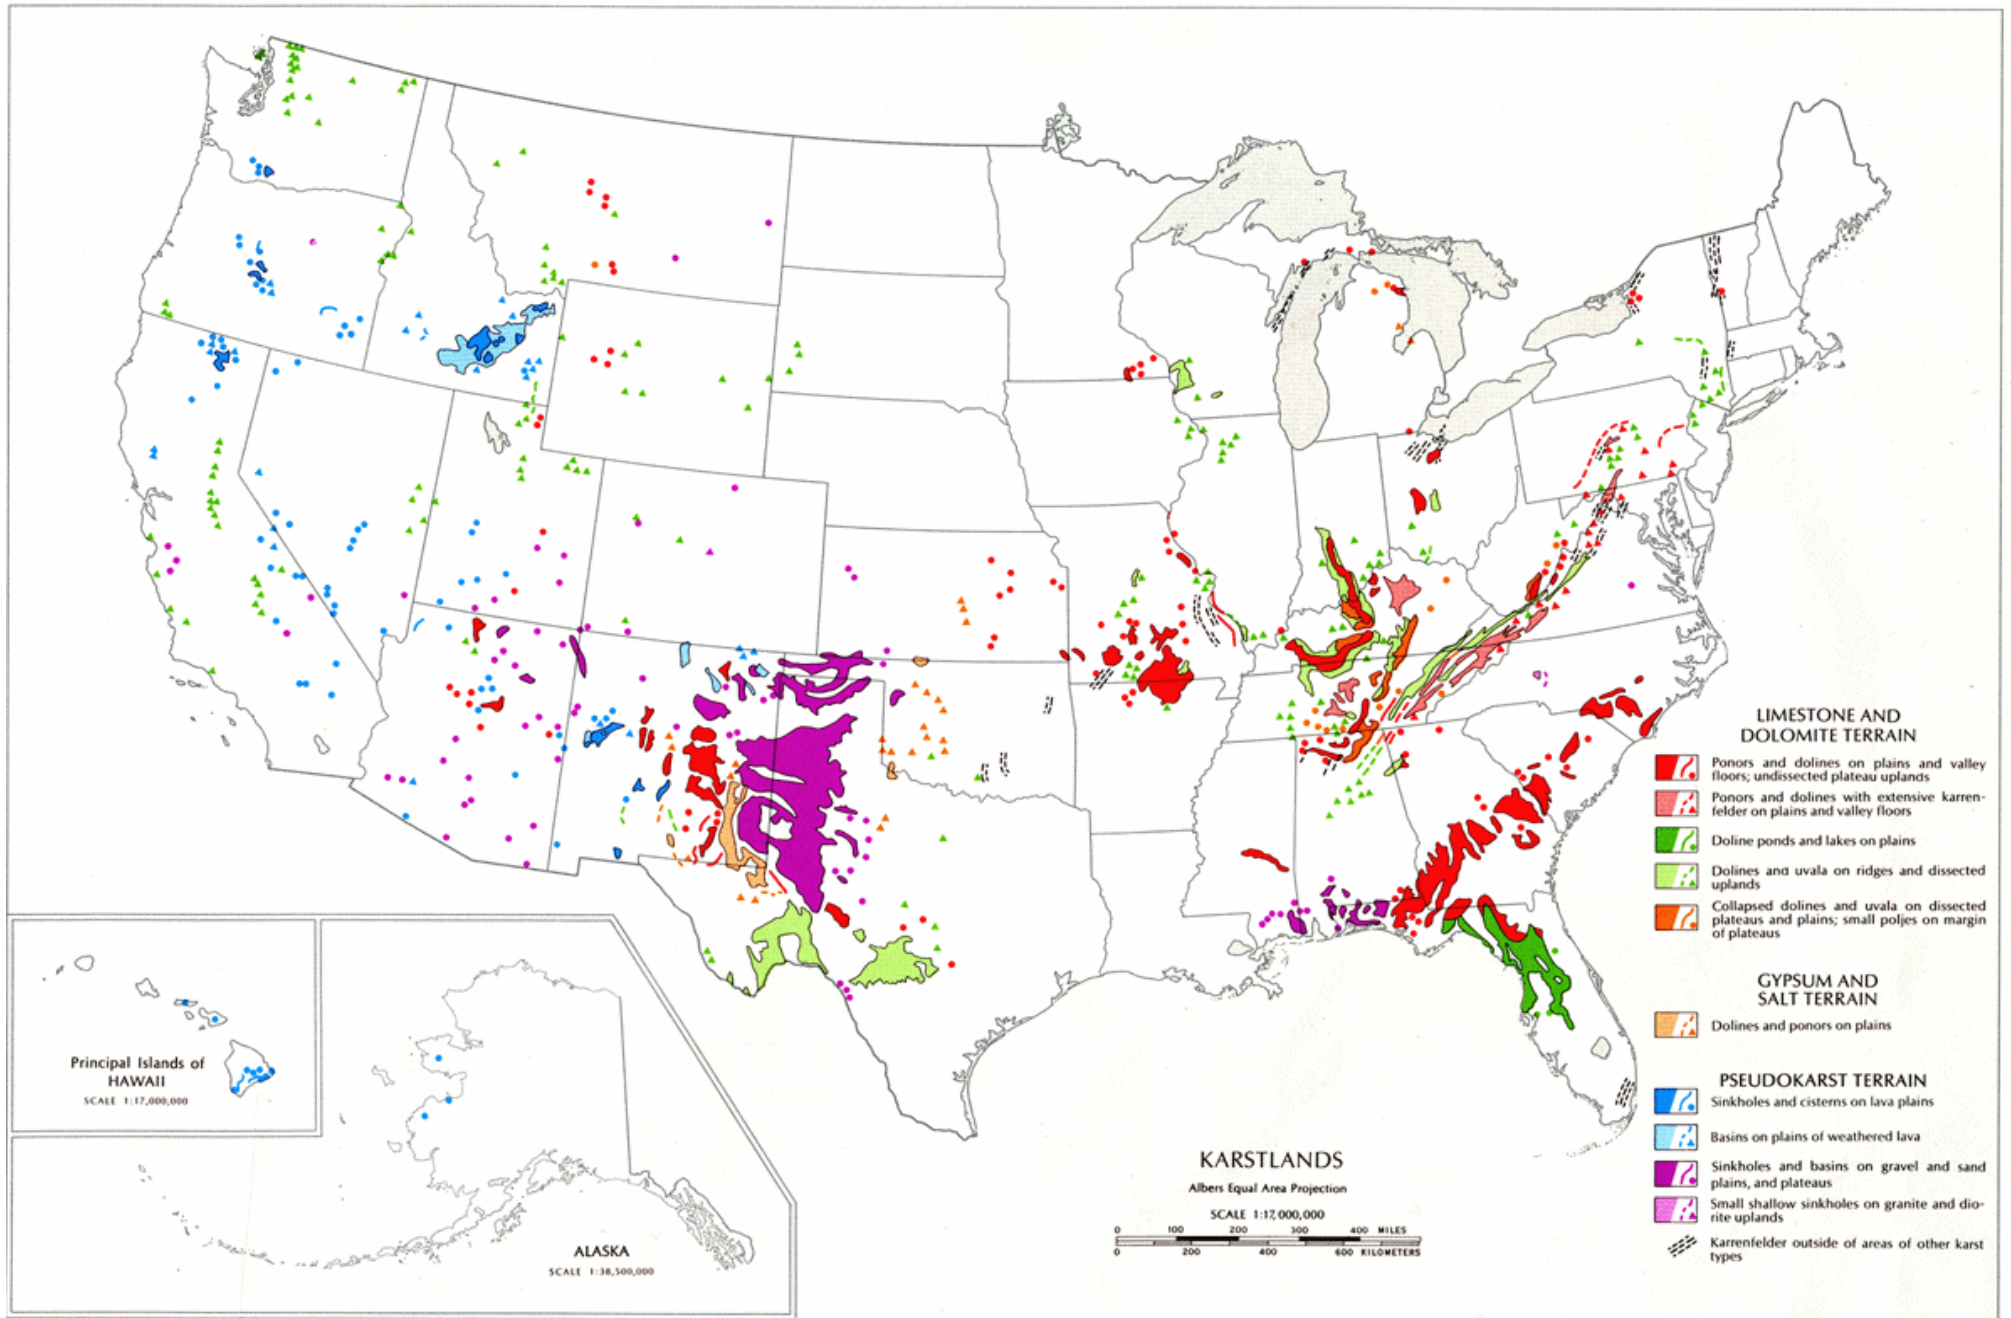 LIMESTONE AND
DOLOMITE TERRAIN
Ponors and dolines on plains and valley
floors; undissected plateau uplands
Ponors and dolines with extensive karren-
felder on plains and valley floors
Doline ponds and lakes on plains
Dolines and uvala on ridges and dissected
uplands
Collapsed dolines and uvala on dissected
plateaus and plains; small poljes on margin
of plateaus
GYPSUM AND
SALT TERRAIN
Dolines and ponors on plains
PSEUDOKARST TERRAIN
Sinkholes and cisterns on lava plains
Basins on plains of weathered lava
Sinkholes and basins on gravel and sand
plains, and plateaus
Small shallow sinkholes on granite and dio-
rite uplands
Karrenfelder outside of areas of other karst
types
Principal Islands of
HAWAII
SCALE 1:17,000,000
ALASKA
SCALE 1:38,500,000
KARSTLANDS
Albers Equal Area Projection
SCALE 1:17,000,000
0 100 200 300 400 MILES
0 200 400 600 KILOMETERS